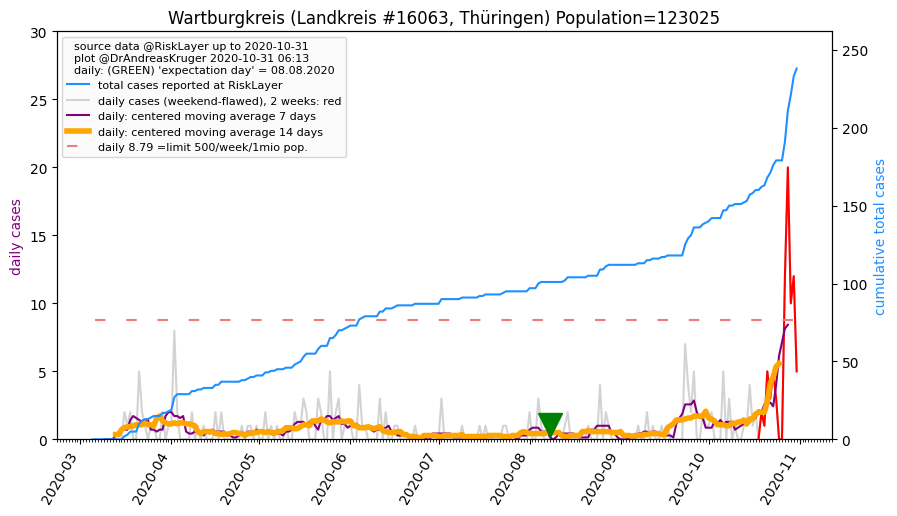 Wartburgkreis (Landkreis #16063, Thüringen) Population=123025
source data @RiskLayer up to 2020-10-31
plot @DrAndreasKruger 2020-10-31 06:13
daily: (GREEN) 'expectation day' = 08.08.2020
total cases reported at RiskLayer
daily cases (weekend-flawed), 2 weeks: red
daily: centered moving average 7 days
daily: centered moving average 14 days
daily 8.79 =limit 500/week/1mio pop.
daily cases
30
25
20
15
10
5
0
cumulative total cases
250
200
150
100
50
0
2020-03
2020-04
2020-05
2020-06
2020-07
2020-08
2020-09
2020-10
2020-11